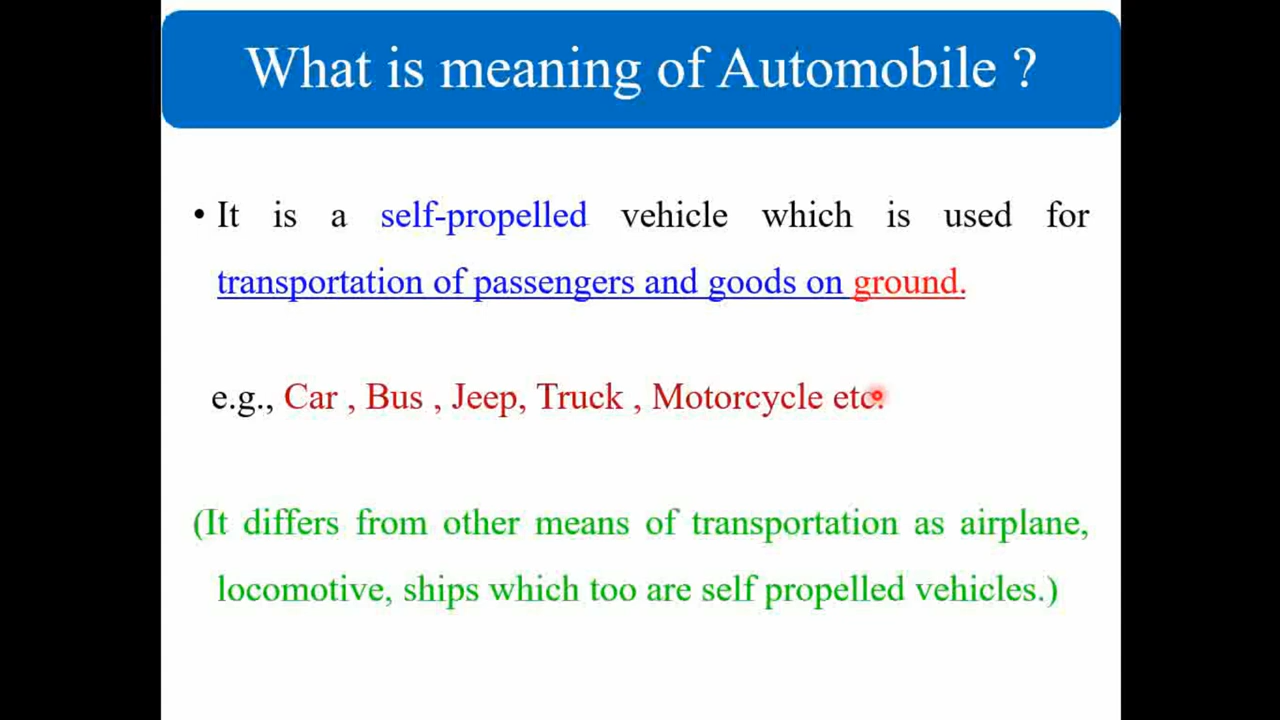 What is meaning of Automobile ?
• It is a self-propelled vehicle which is used for
transportation of passengers and goods on ground.
e.g., Car , Bus , Jeep, Truck , Motorcycle etc.
(It differs from other means of transportation as airplane,
locomotive, ships which too are self propelled vehicles.)